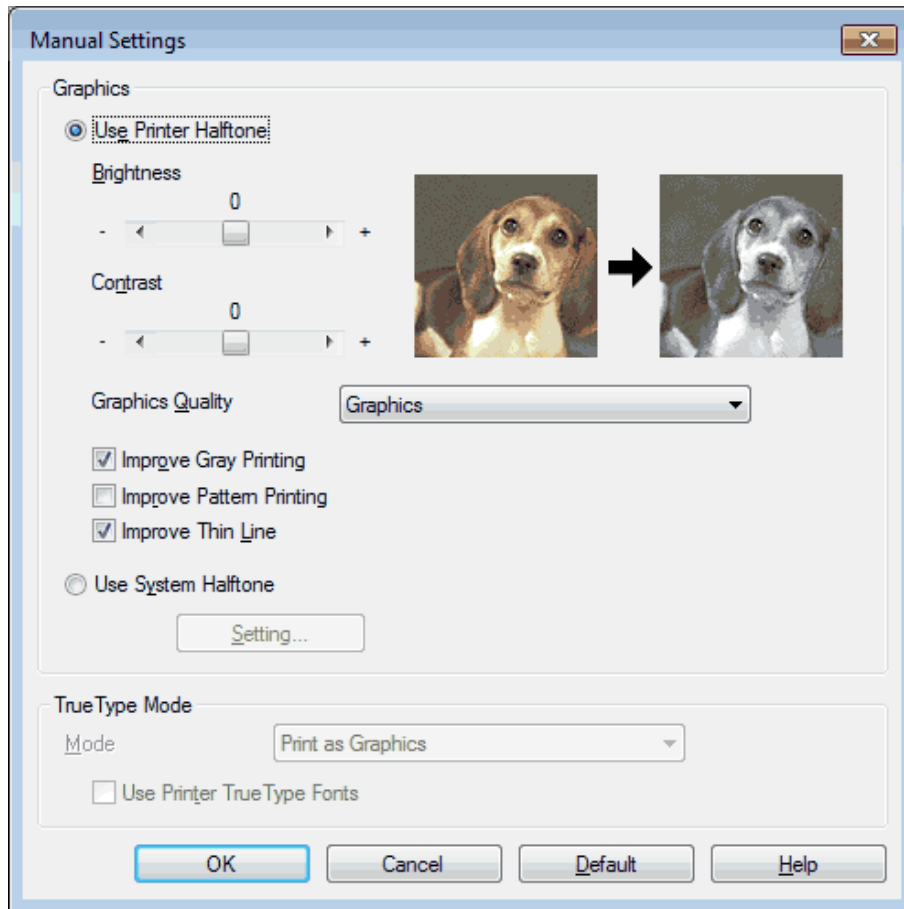 Manual Settings
Graphics
Use Printer Halftone
Brightness
0
- +
Contrast
0
- +
Graphics Quality Graphics
Improve Gray Printing
Improve Pattern Printing
Improve Thin Line
Use System Halftone
Setting...
TrueType Mode
Mode Print as Graphics
Use Printer TrueType Fonts
OK Cancel Default Help